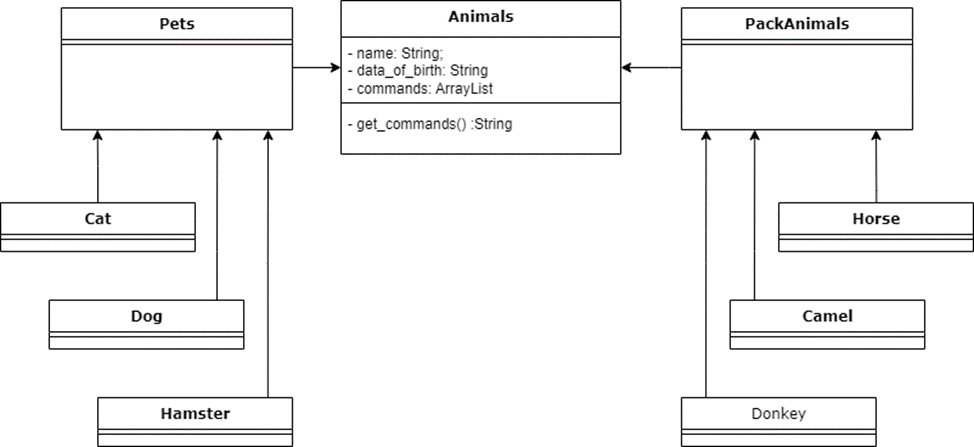 Pets
Animals
- name: String;
- data_of_birth: String
- commands: ArrayList
- get_commands() :String
PackAnimals
Cat
Horse
Dog
Camel
Hamster
Donkey